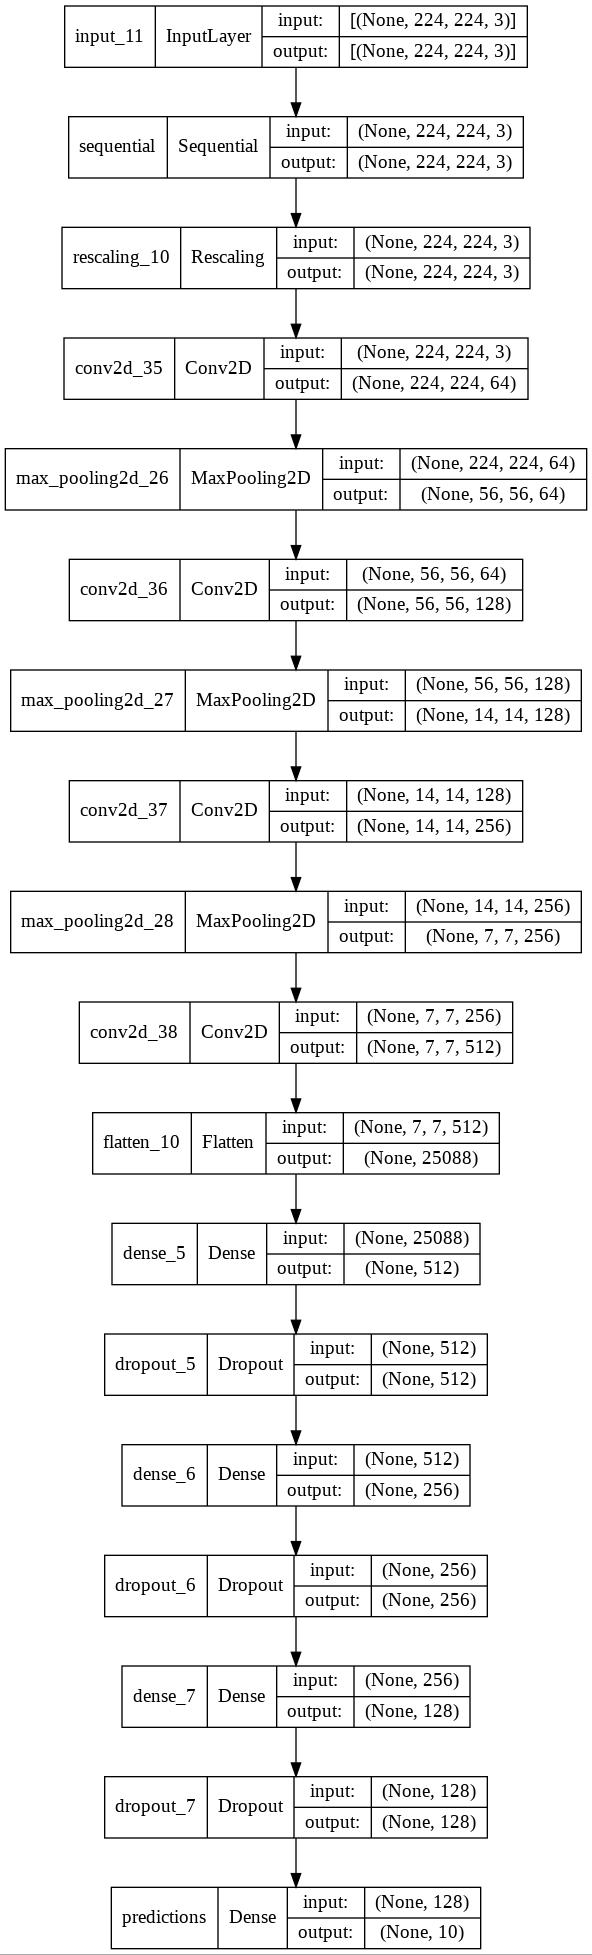 input_11 InputLayer input: [(None, 224, 224, 3)]
output: [(None, 224, 224, 3)]
sequential Sequential input: (None, 224, 224, 3)
output: (None, 224, 224, 3)
rescaling_10 Rescaling input: (None, 224, 224, 3)
output: (None, 224, 224, 3)
conv2d_35 Conv2D input: (None, 224, 224, 3)
output: (None, 224, 224, 64)
max_pooling2d_26 MaxPooling2D input: (None, 224, 224, 64)
output: (None, 56, 56, 64)
conv2d_36 Conv2D input: (None, 56, 56, 64)
output: (None, 56, 56, 128)
max_pooling2d_27 MaxPooling2D input: (None, 56, 56, 128)
output: (None, 14, 14, 128)
conv2d_37 Conv2D input: (None, 14, 14, 128)
output: (None, 14, 14, 256)
max_pooling2d_28 MaxPooling2D input: (None, 14, 14, 256)
output: (None, 7, 7, 256)
conv2d_38 Conv2D input: (None, 7, 7, 256)
output: (None, 7, 7, 512)
flatten_10 Flatten input: (None, 7, 7, 512)
output: (None, 25088)
dense_5 Dense input: (None, 25088)
output: (None, 512)
dropout_5 Dropout input: (None, 512)
output: (None, 512)
dense_6 Dense input: (None, 512)
output: (None, 256)
dropout_6 Dropout input: (None, 256)
output: (None, 256)
dense_7 Dense input: (None, 256)
output: (None, 128)
dropout_7 Dropout input: (None, 128)
output: (None, 128)
predictions Dense input: (None, 128)
output: (None, 10)